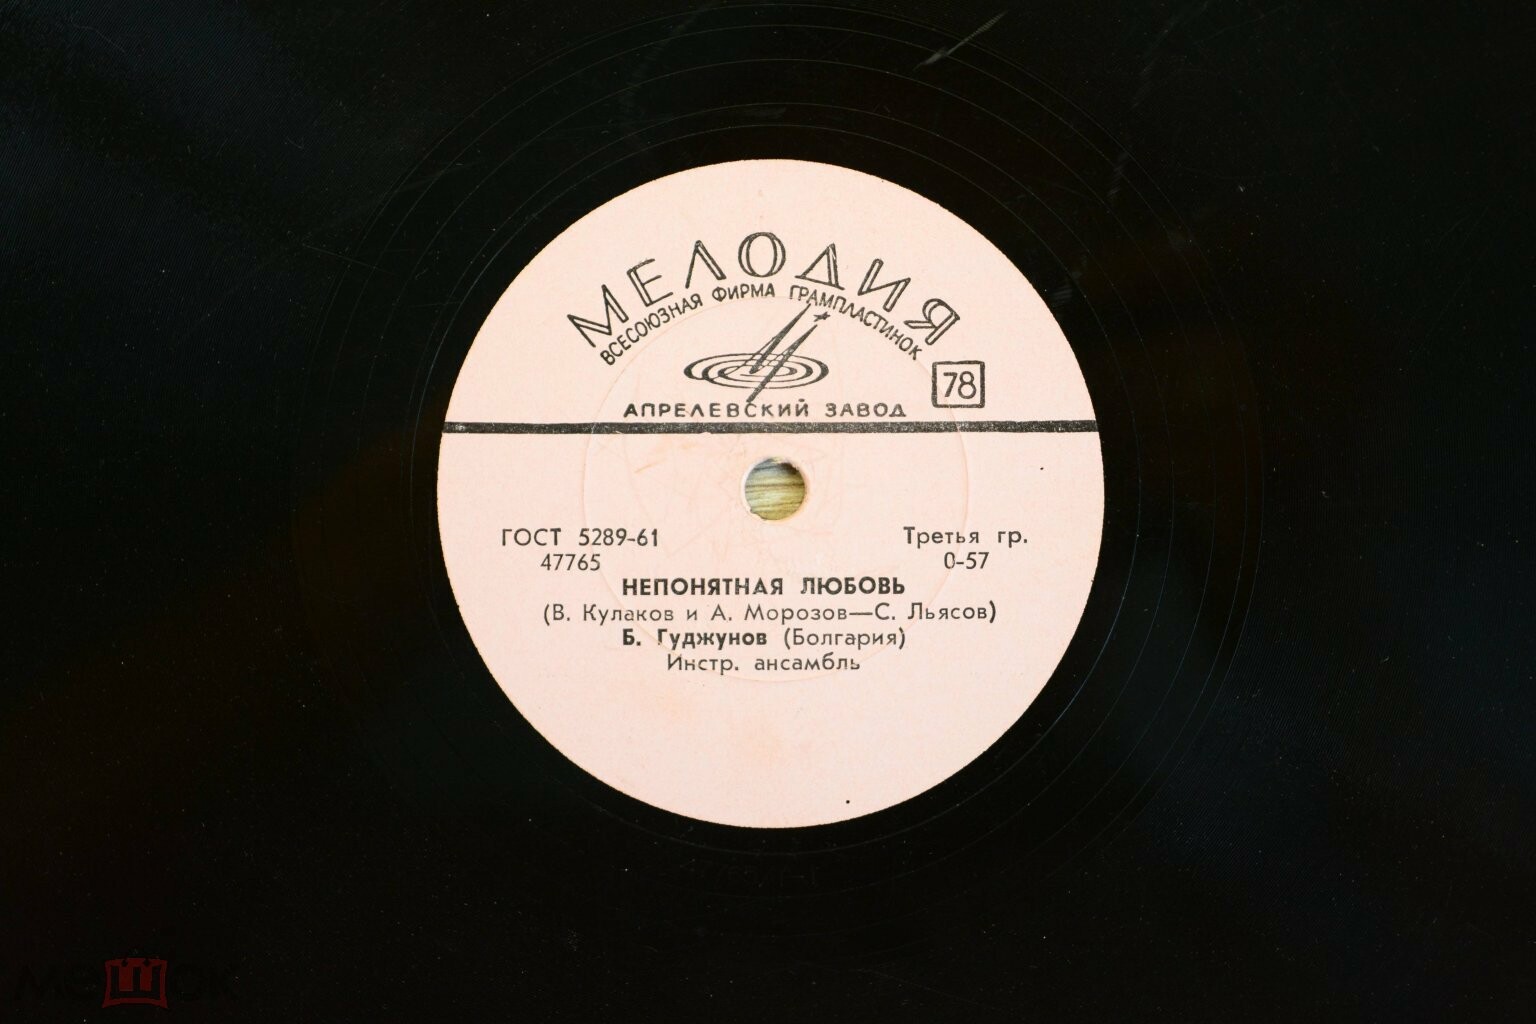 МЕЛОДИЯ
ВСЕСОЮЗНАЯ ФИРМА ГРАМПЛАСТИНОК
78
АПРЕЛЕВСКИЙ ЗАВОД
ГОСТ 5289-61
Третья гр.
47765
0-57
НЕПОНЯТНАЯ ЛЮБОВЬ
(В. Кулаков и А. Морозов—С. Льясов)
Б. Гуджунов (Болгария)
Инстр. ансамбль
мешок